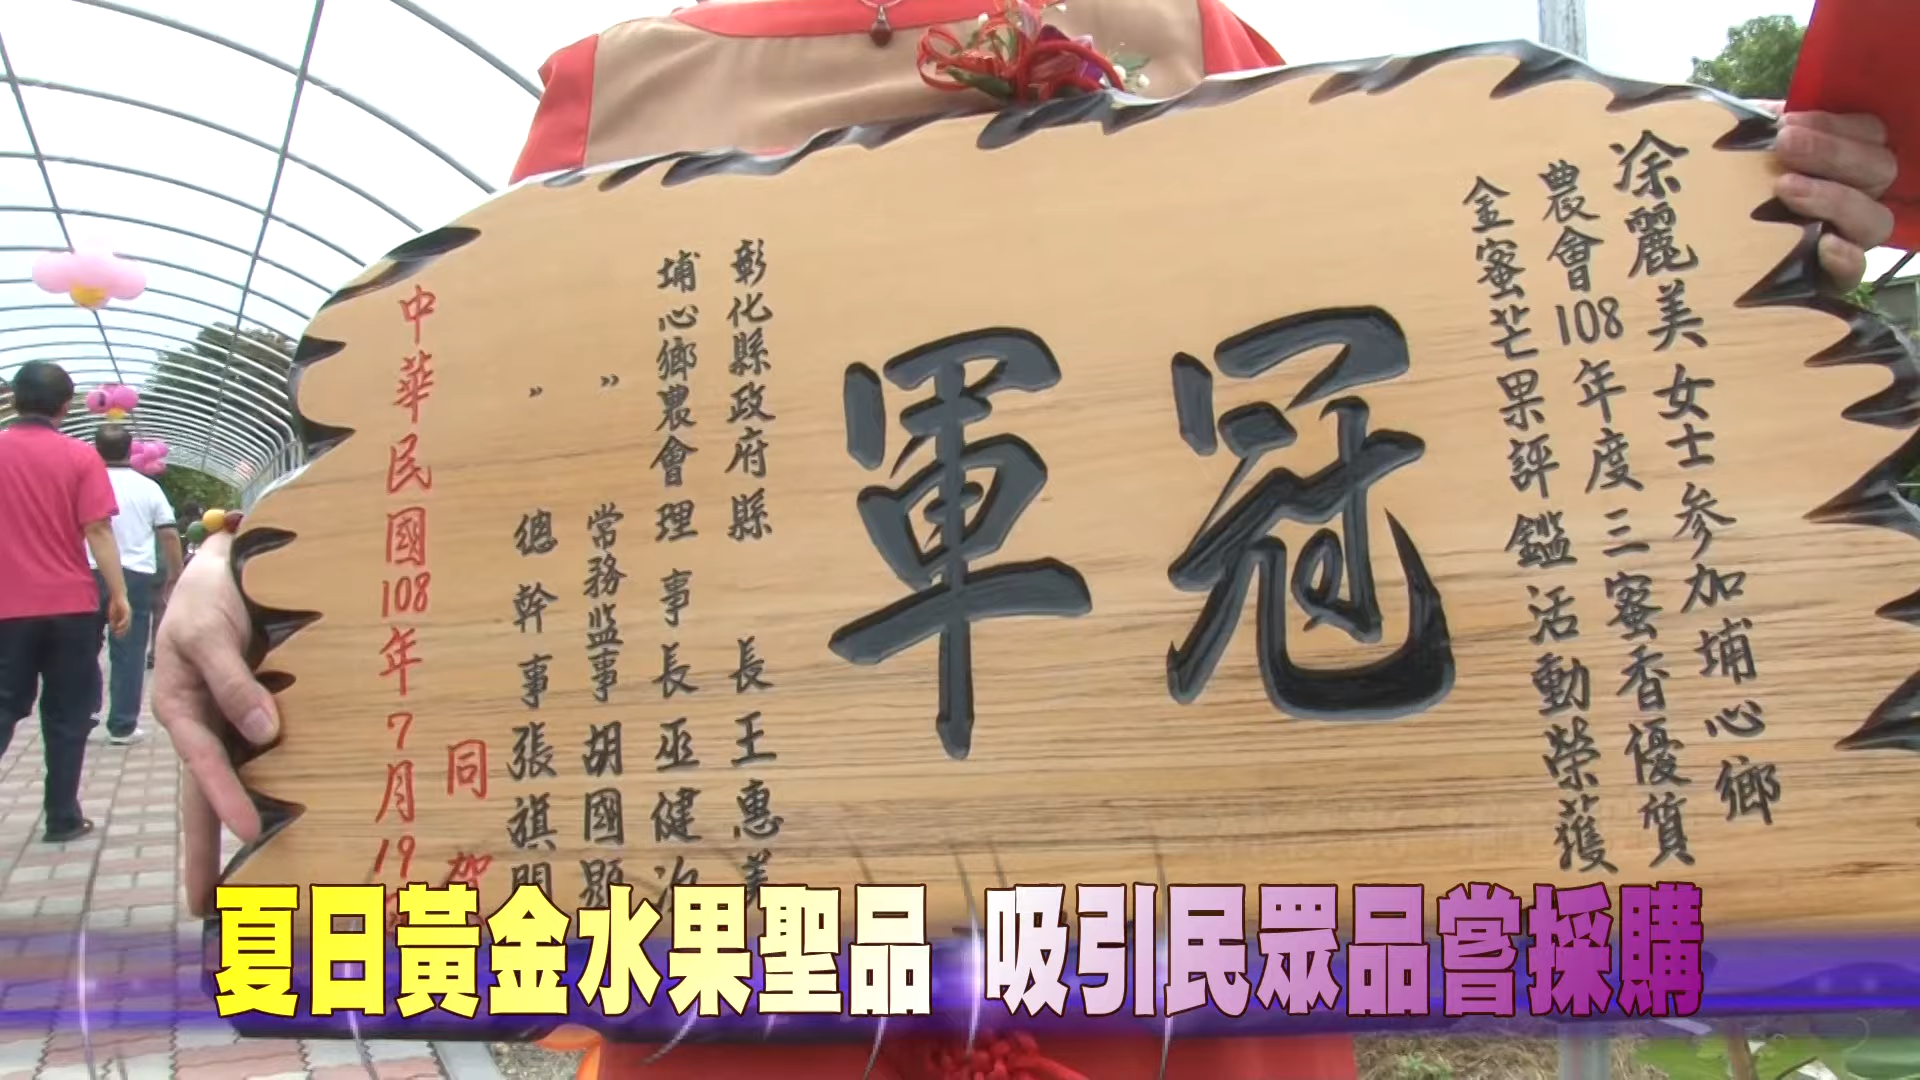 涂麗美女士參加埔心鄉
農會108年度三蜜香優質
金蜜芒果評鑑活動榮獲
冠軍
彰化縣政府縣長王惠美
埔心鄉農會理事長巫健次
〃常務監事胡國題
〃總幹事張旗聞
同賀
中華民國108年7月19
夏日黃金水果聖品 吸引民眾品嘗採購